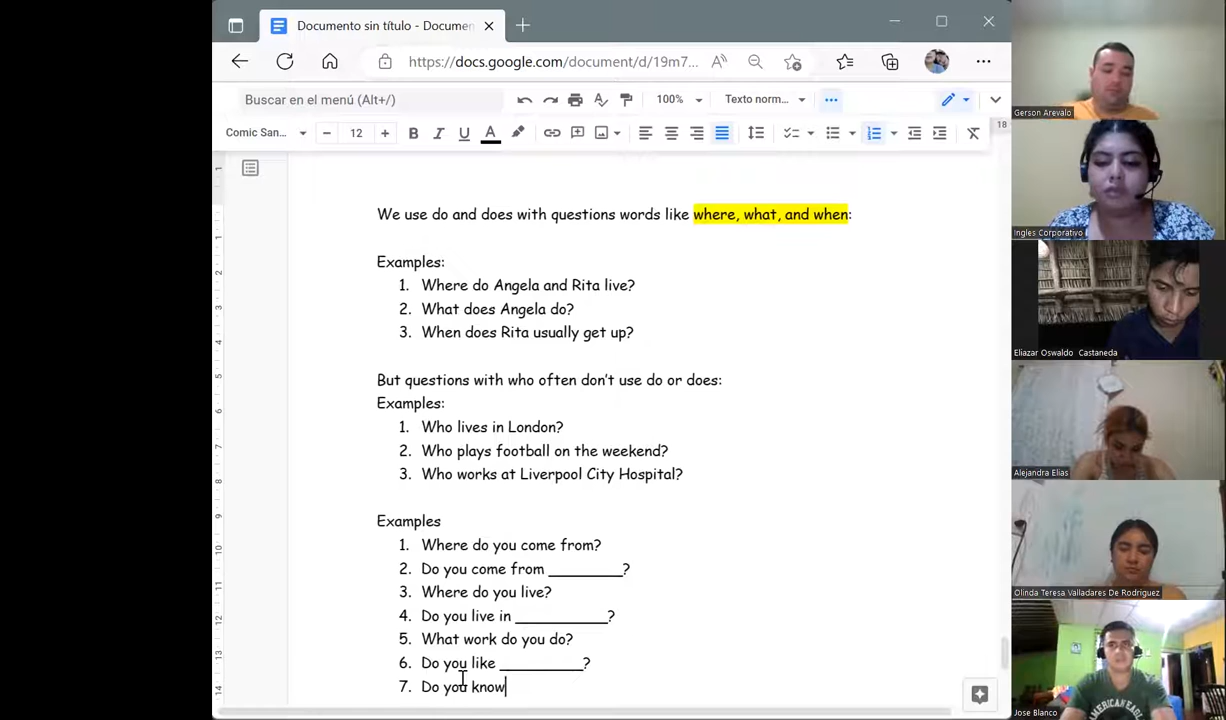 Documento sin título - Documen
https://docs.google.com/document/d/19m7...
Buscar en el menú (Alt+/)
100%
Texto norm...
Comic San...
12
18
We use do and does with questions words like where, what, and when:
Examples:
1. Where do Angela and Rita live?
2. What does Angela do?
3. When does Rita usually get up?
But questions with who often don't use do or does:
Examples:
1. Who lives in London?
2. Who plays football on the weekend?
3. Who works at Liverpool City Hospital?
Examples
1. Where do you come from?
2. Do you come from _________?
3. Where do you live?
4. Do you live in ___________?
5. What work do you do?
6. Do you like __________?
7. Do you know
Gerson Arevalo
Ingles Corporativo
Eliazar Oswaldo Castaneda
Alejandra Elias
Olinda Teresa Valladares De Rodriguez
Jose Blanco